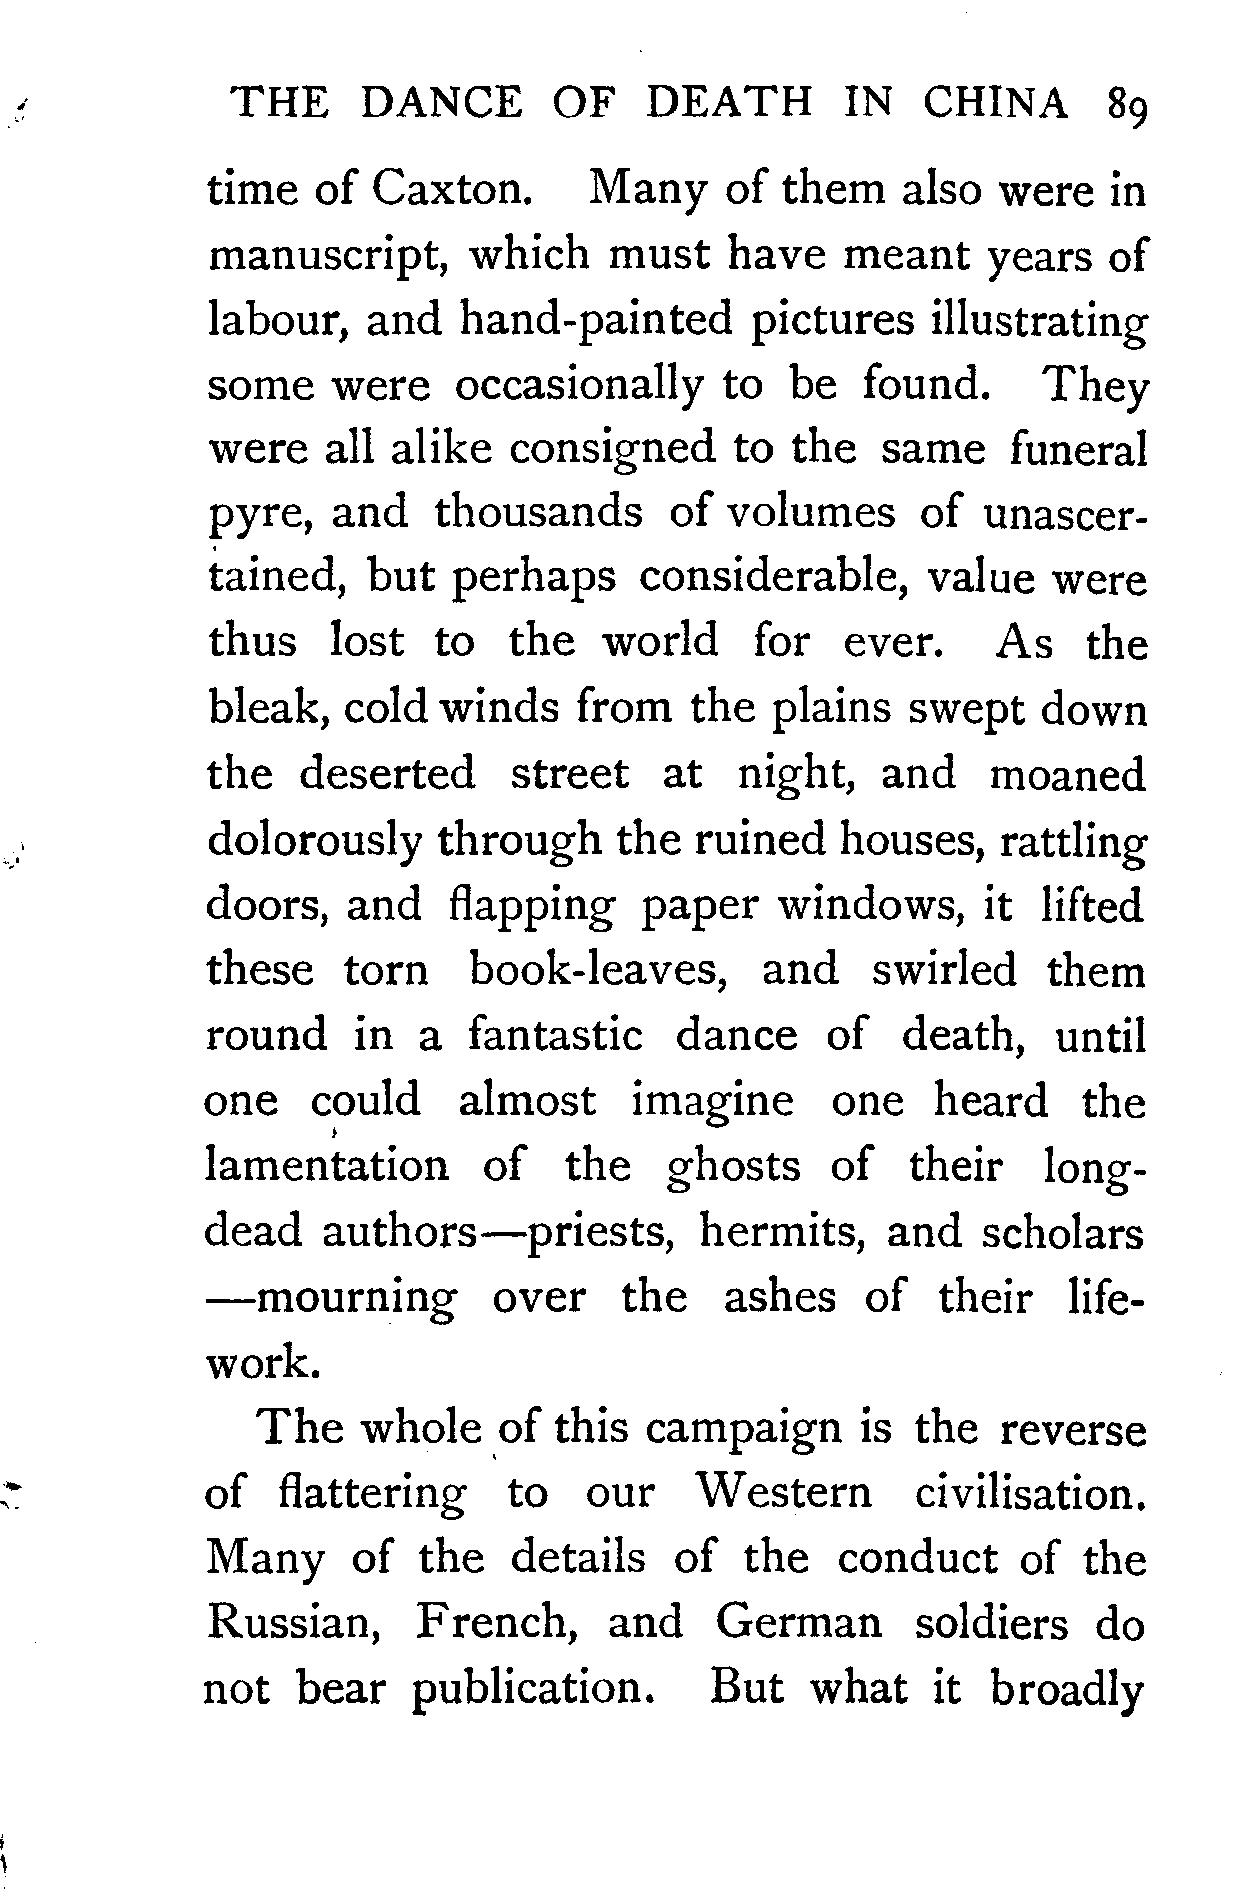 THE DANCE OF DEATH IN CHINA 89
time of Caxton. Many of them also were in
manuscript, which must have meant years of
labour, and hand-painted pictures illustrating
some were occasionally to be found. They
were all alike consigned to the same funeral
pyre, and thousands of volumes of unascer-
tained, but perhaps considerable, value were
thus lost to the world for ever. As the
bleak, cold winds from the plains swept down
the deserted street at night, and moaned
dolorously through the ruined houses, rattling
doors, and flapping paper windows, it lifted
these torn book-leaves, and swirled them
round in a fantastic dance of death, until
one could almost imagine one heard the
lamentation of the ghosts of their long-
dead authors—priests, hermits, and scholars
—mourning over the ashes of their life-
work.
The whole of this campaign is the reverse
of flattering to our Western civilisation.
Many of the details of the conduct of the
Russian, French, and German soldiers do
not bear publication. But what it broadly